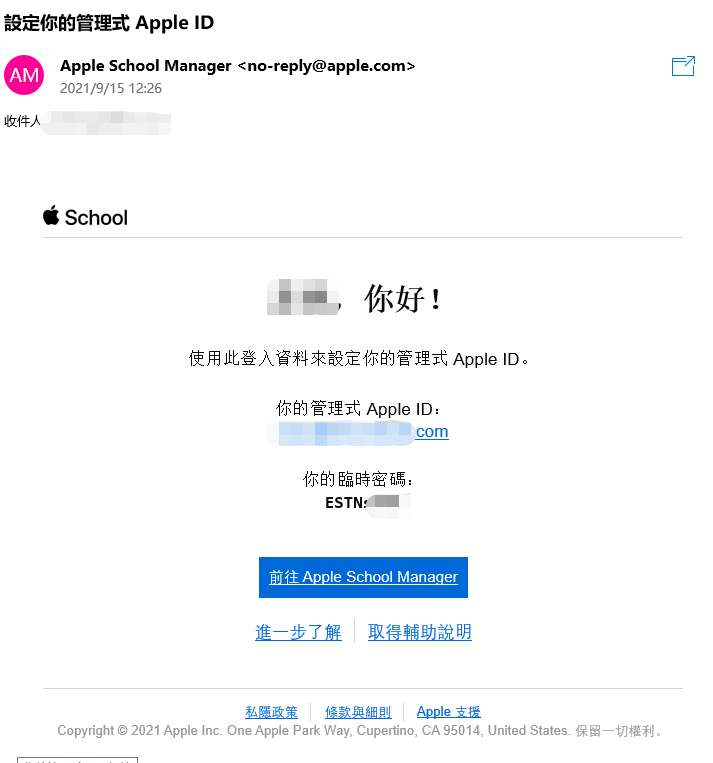 設定你的管理式 Apple ID
AM
Apple School Manager <no-reply@apple.com>
2021/9/15 12:26
收件人
School
，你好！
使用此登入資料來設定你的管理式 Apple ID。
你的管理式 Apple ID：
com
你的臨時密碼：
ESTN
前往 Apple School Manager
進一步了解
取得輔助說明
私隱政策
條款與細則
Apple 支援
Copyright © 2021 Apple Inc. One Apple Park Way, Cupertino, CA 95014, United States. 保留一切權利。